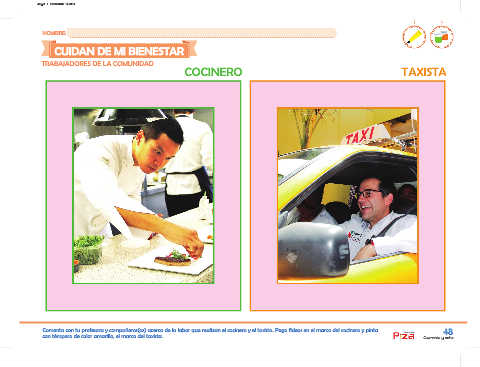 NOMBRE:
CUIDAN DE MI BIENESTAR
TRABAJADORES DE LA COMUNIDAD
COCINERO
TAXISTA
TAXI
Comenta con tu profesora y compañeros(as) acerca de la labor que realizan el cocinero y el taxista. Pega fideos en el marco del cocinero y pinta
con témpera de color amarillo, el marco del taxista.
Pizza
48